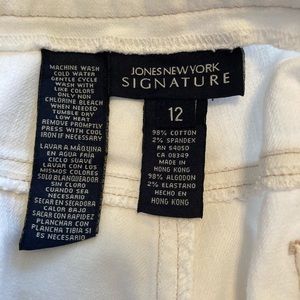 MACHINE WASH
COLD WATER
GENTLE CYCLE
WASH WITH
LIKE COLORS
ONLY NON
CHLORINE BLEACH
WHEN NEEDED
TUMBLE DRY
LOW HEAT
REMOVE PROMPTLY
PRESS WITH COOL
IRON IF NECESSARY
LAVAR A MAQUINA
EN AGUA FRIA
CICLO SUAVE
LAVAR CON LOS
MISMOS COLORES
SOLO BLANQUEADOR
SIN CLORO
CUANDO SEA
NECESARIO
SECAR EN SECADORA
CALOR BAJO
SACAR CON RAPIDEZ
PLANCHAR CON
PLANCHA TIBIA SI
ES NECESARIO
JONES NEW YORK
SIGNATURE
12
98% COTTON
2% SPANDEX
RN 54050
CA 08349
MADE IN
HONG KONG
98% ALGODON
2% ELASTANO
HECHO EN
HONG KONG